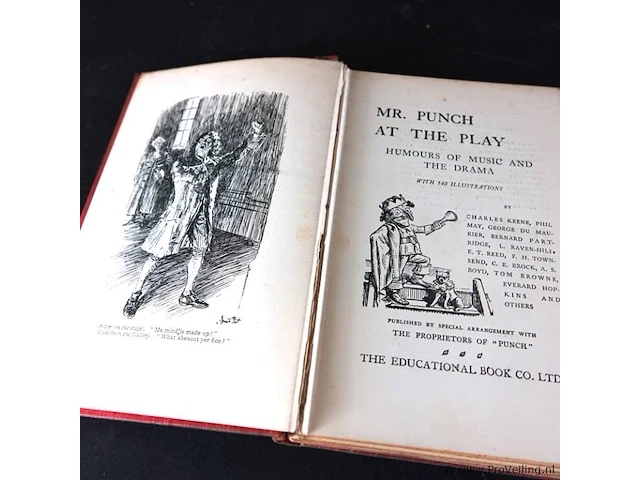 "Me mind's made up!"
"What abeaout yer fice?"
MR. PUNCH
AT THE PLAY
HUMOURS OF MUSIC AND
THE DRAMA
WITH 140 ILLUSTRATIONS
BY
CHARLES KEENE, PHIL
MAY, GEORGE DU MAU-
RIER, BERNARD PART-
RIDGE, L. RAVEN-HILL,
E. T. REED, F. H. TOWN-
SEND, C. E. BROCK, A. S.
BOYD, TOM BROWNE,
EVERARD HOP-
KINS AND
OTHERS
PUBLISHED BY SPECIAL ARRANGEMENT WITH
THE PROPRIETORS OF "PUNCH"
THE EDUCATIONAL BOOK CO. LTD
www.ProVeiling.nl